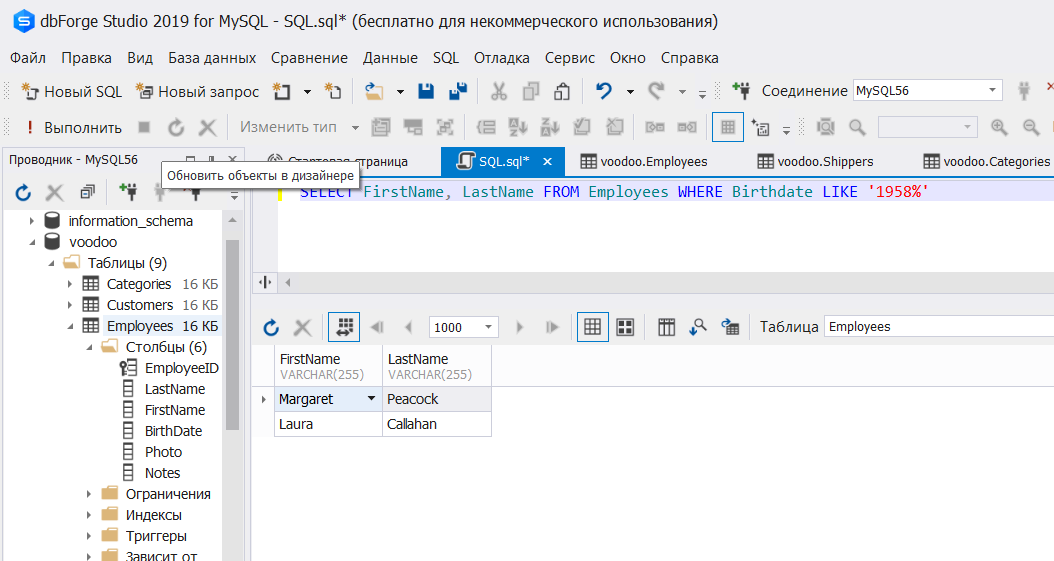 dbForge Studio 2019 for MySQL - SQL.sql* (бесплатно для некоммерческого использования)
Файл Правка Вид База данных Сравнение Данные SQL Отладка Сервис Окно Справка
Новый SQL Новый запрос Соединение MySQL56
Выполнить Изменить тип
Проводник - MySQL56
Стартовая страница SQL.sql* voodoo.Employees voodoo.Shippers voodoo.Categories
Обновить объекты в дизайнере
SELECT FirstName, LastName FROM Employees WHERE Birthdate LIKE '1958%'
information_schema
voodoo
Таблицы (9)
Categories 16 КБ
Customers 16 КБ
Employees 16 КБ
Столбцы (6)
EmployeeID
LastName
FirstName
BirthDate
Photo
Notes
Ограничения
Индексы
Триггеры
Зависит от
1000 Таблица Employees
FirstName LastName
VARCHAR(255) VARCHAR(255)
Margaret Peacock
Laura Callahan